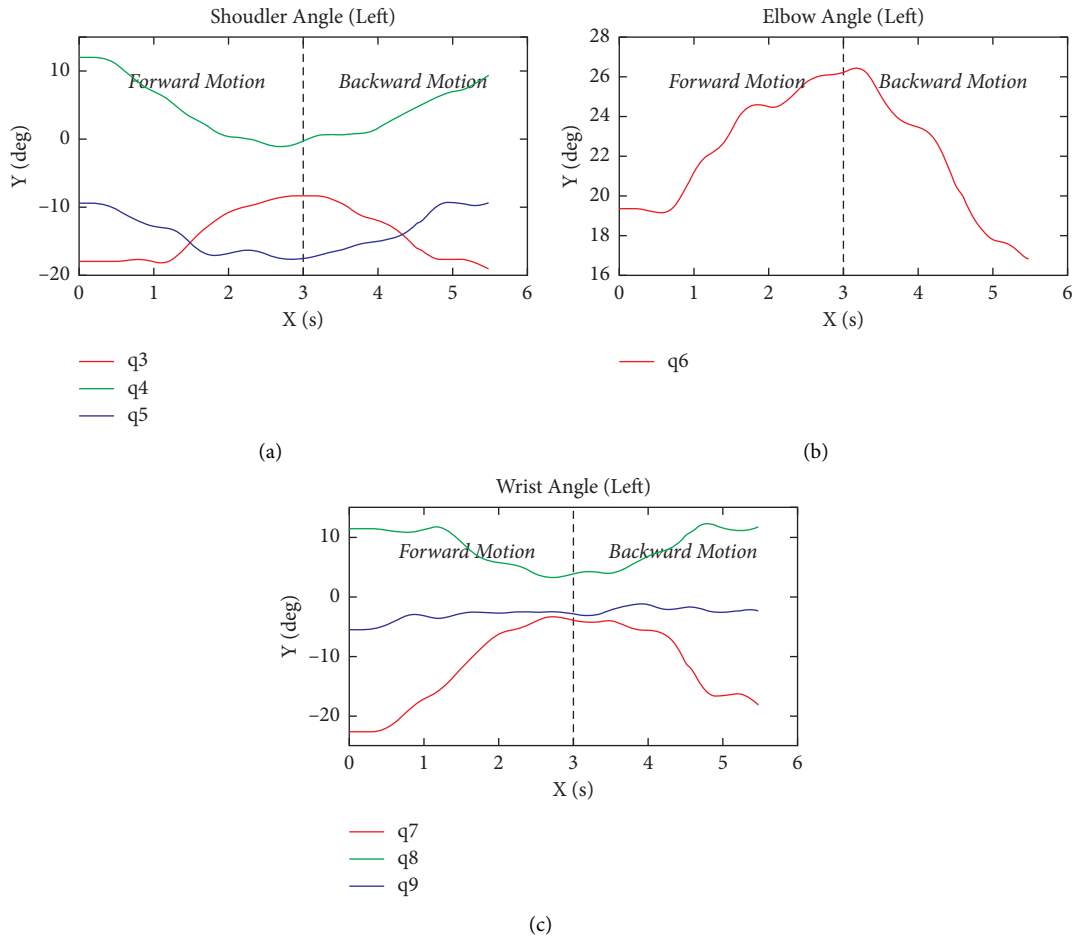 Shoudler Angle (Left)
10
0
−10
−20
Y (deg)
Forward Motion
Backward Motion
0 1 2 3 4 5 6
X (s)
q3
q4
q5
(a)
Elbow Angle (Left)
28
26
24
22
20
18
16
Y (deg)
Forward Motion
Backward Motion
0 1 2 3 4 5 6
X (s)
q6
(b)
Wrist Angle (Left)
10
0
−10
−20
Y (deg)
Forward Motion
Backward Motion
0 1 2 3 4 5 6
X (s)
q7
q8
q9
(c)